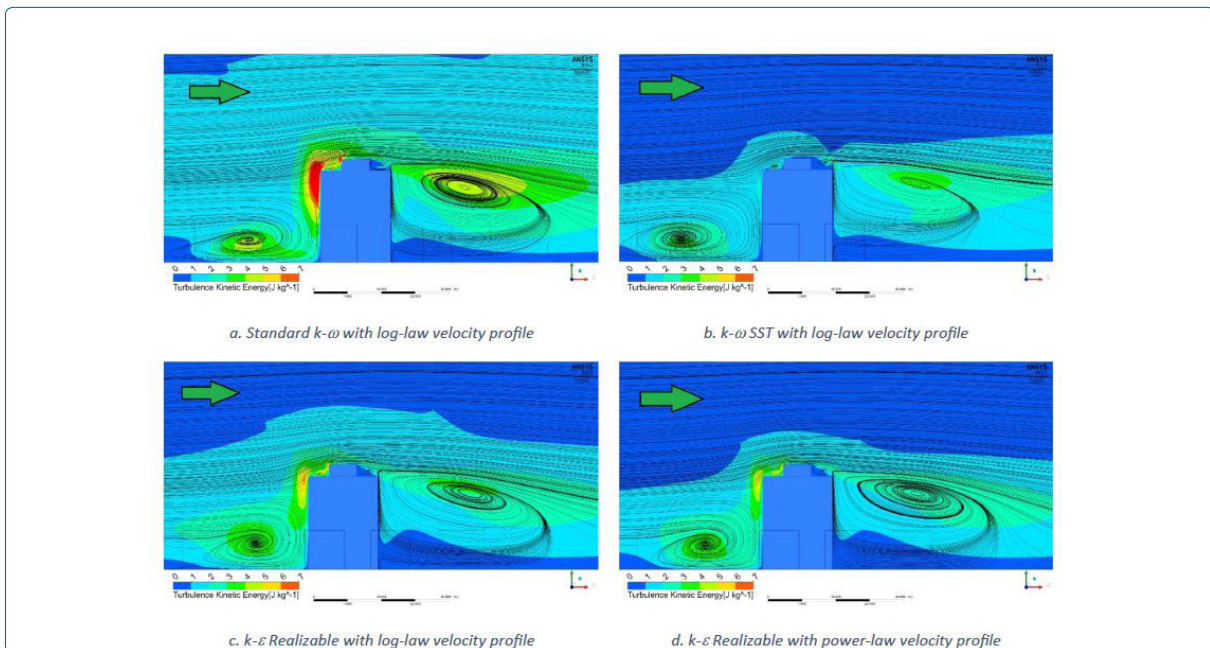 ANSYS
ANSYS
0 1 2 3 4 5 6 7
0 1 2 3 4 5 6 7
Turbulence Kinetic Energy[J kg^-1]
Turbulence Kinetic Energy[J kg^-1]
a. Standard k-ω with log-law velocity profile
b. k-ω SST with log-law velocity profile
ANSYS
ANSYS
0 1 2 3 4 5 6 7
0 1 2 3 4 5 6 7
Turbulence Kinetic Energy[J kg^-1]
Turbulence Kinetic Energy[J kg^-1]
c. k-ε Realizable with log-law velocity profile
d. k-ε Realizable with power-law velocity profile